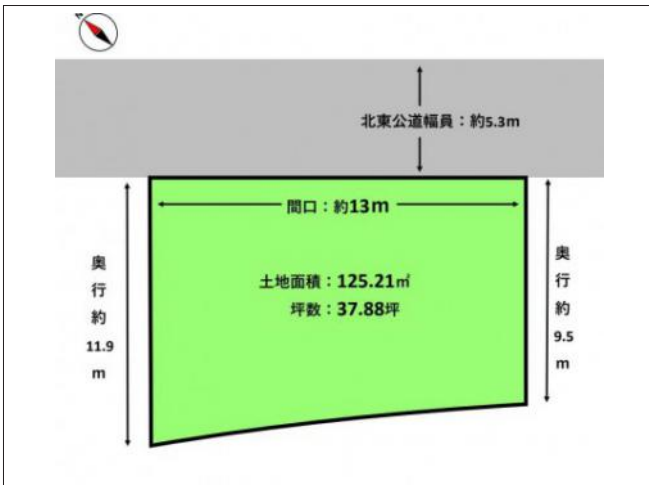 北東公道幅員：約5.3m
間口：約13m
土地面積：125.21㎡
坪数：37.88坪
奥
行
約
11.9
m
奥
行
約
9.5
m